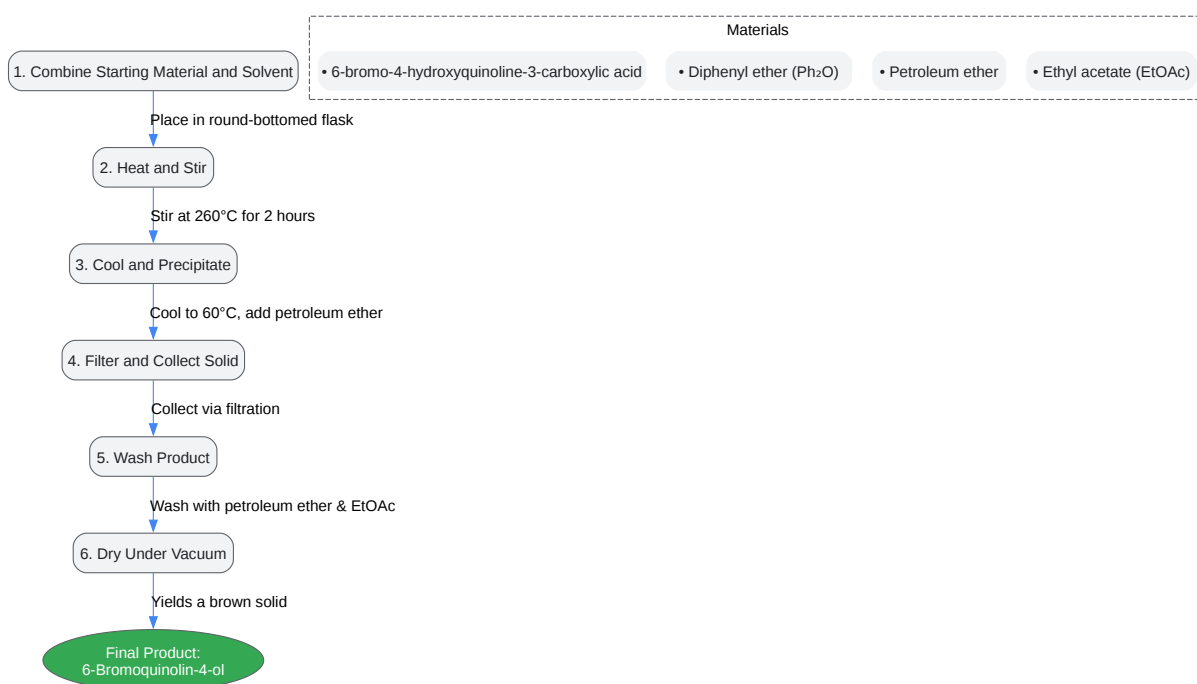 Materials
• 6-bromo-4-hydroxyquinoline-3-carboxylic acid
• Diphenyl ether (Ph₂O)
• Petroleum ether
• Ethyl acetate (EtOAc)
1. Combine Starting Material and Solvent
Place in round-bottomed flask
2. Heat and Stir
Stir at 260°C for 2 hours
3. Cool and Precipitate
Cool to 60°C, add petroleum ether
4. Filter and Collect Solid
Collect via filtration
5. Wash Product
Wash with petroleum ether & EtOAc
6. Dry Under Vacuum
Yields a brown solid
Final Product:
6-Bromoquinolin-4-ol